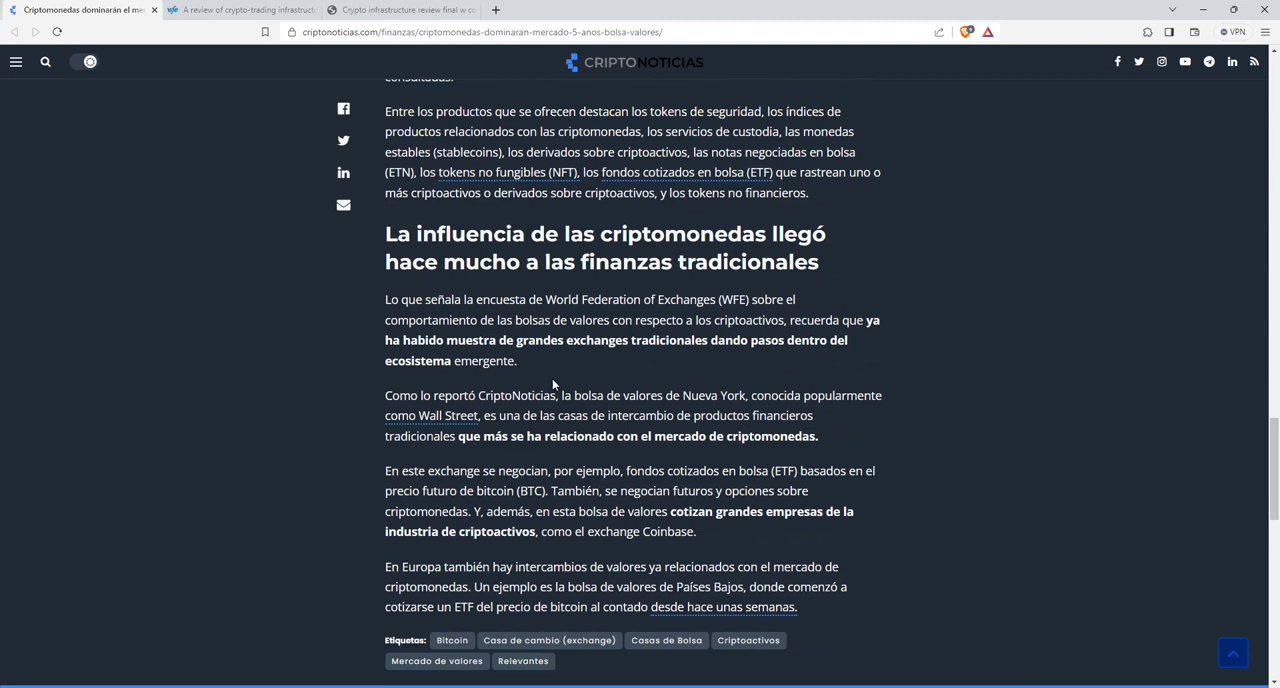 Criptomonedas dominarán el me
A review of crypto-trading infrastruct
Crypto infrastructure review final w co
criptonoticias.com/finanzas/criptomonedas-dominaran-mercado-5-anos-bolsa-valores/
VPN
CRIPTONOTICIAS
consultadas.
Entre los productos que se ofrecen destacan los tokens de seguridad, los índices de
productos relacionados con las criptomonedas, los servicios de custodia, las monedas
estables (stablecoins), los derivados sobre criptoactivos, las notas negociadas en bolsa
(ETN), los tokens no fungibles (NFT), los fondos cotizados en bolsa (ETF) que rastrean uno o
más criptoactivos o derivados sobre criptoactivos, y los tokens no financieros.
La influencia de las criptomonedas llegó
hace mucho a las finanzas tradicionales
Lo que señala la encuesta de World Federation of Exchanges (WFE) sobre el
comportamiento de las bolsas de valores con respecto a los criptoactivos, recuerda que ya
ha habido muestra de grandes exchanges tradicionales dando pasos dentro del
ecosistema emergente.
Como lo reportó CriptoNoticias, la bolsa de valores de Nueva York, conocida popularmente
como Wall Street, es una de las casas de intercambio de productos financieros
tradicionales que más se ha relacionado con el mercado de criptomonedas.
En este exchange se negocian, por ejemplo, fondos cotizados en bolsa (ETF) basados en el
precio futuro de bitcoin (BTC). También, se negocian futuros y opciones sobre
criptomonedas. Y, además, en esta bolsa de valores cotizan grandes empresas de la
industria de criptoactivos, como el exchange Coinbase.
En Europa también hay intercambios de valores ya relacionados con el mercado de
criptomonedas. Un ejemplo es la bolsa de valores de Países Bajos, donde comenzó a
cotizarse un ETF del precio de bitcoin al contado desde hace unas semanas.
Etiquetas: Bitcoin Casa de cambio (exchange) Casas de Bolsa Criptoactivos
Mercado de valores Relevantes